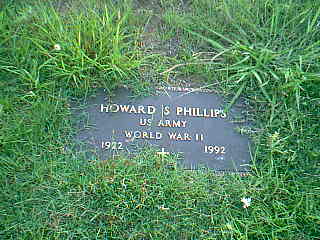 HOWARD S PHILLIPS
US ARMY
WORLD WAR II
1922 1992